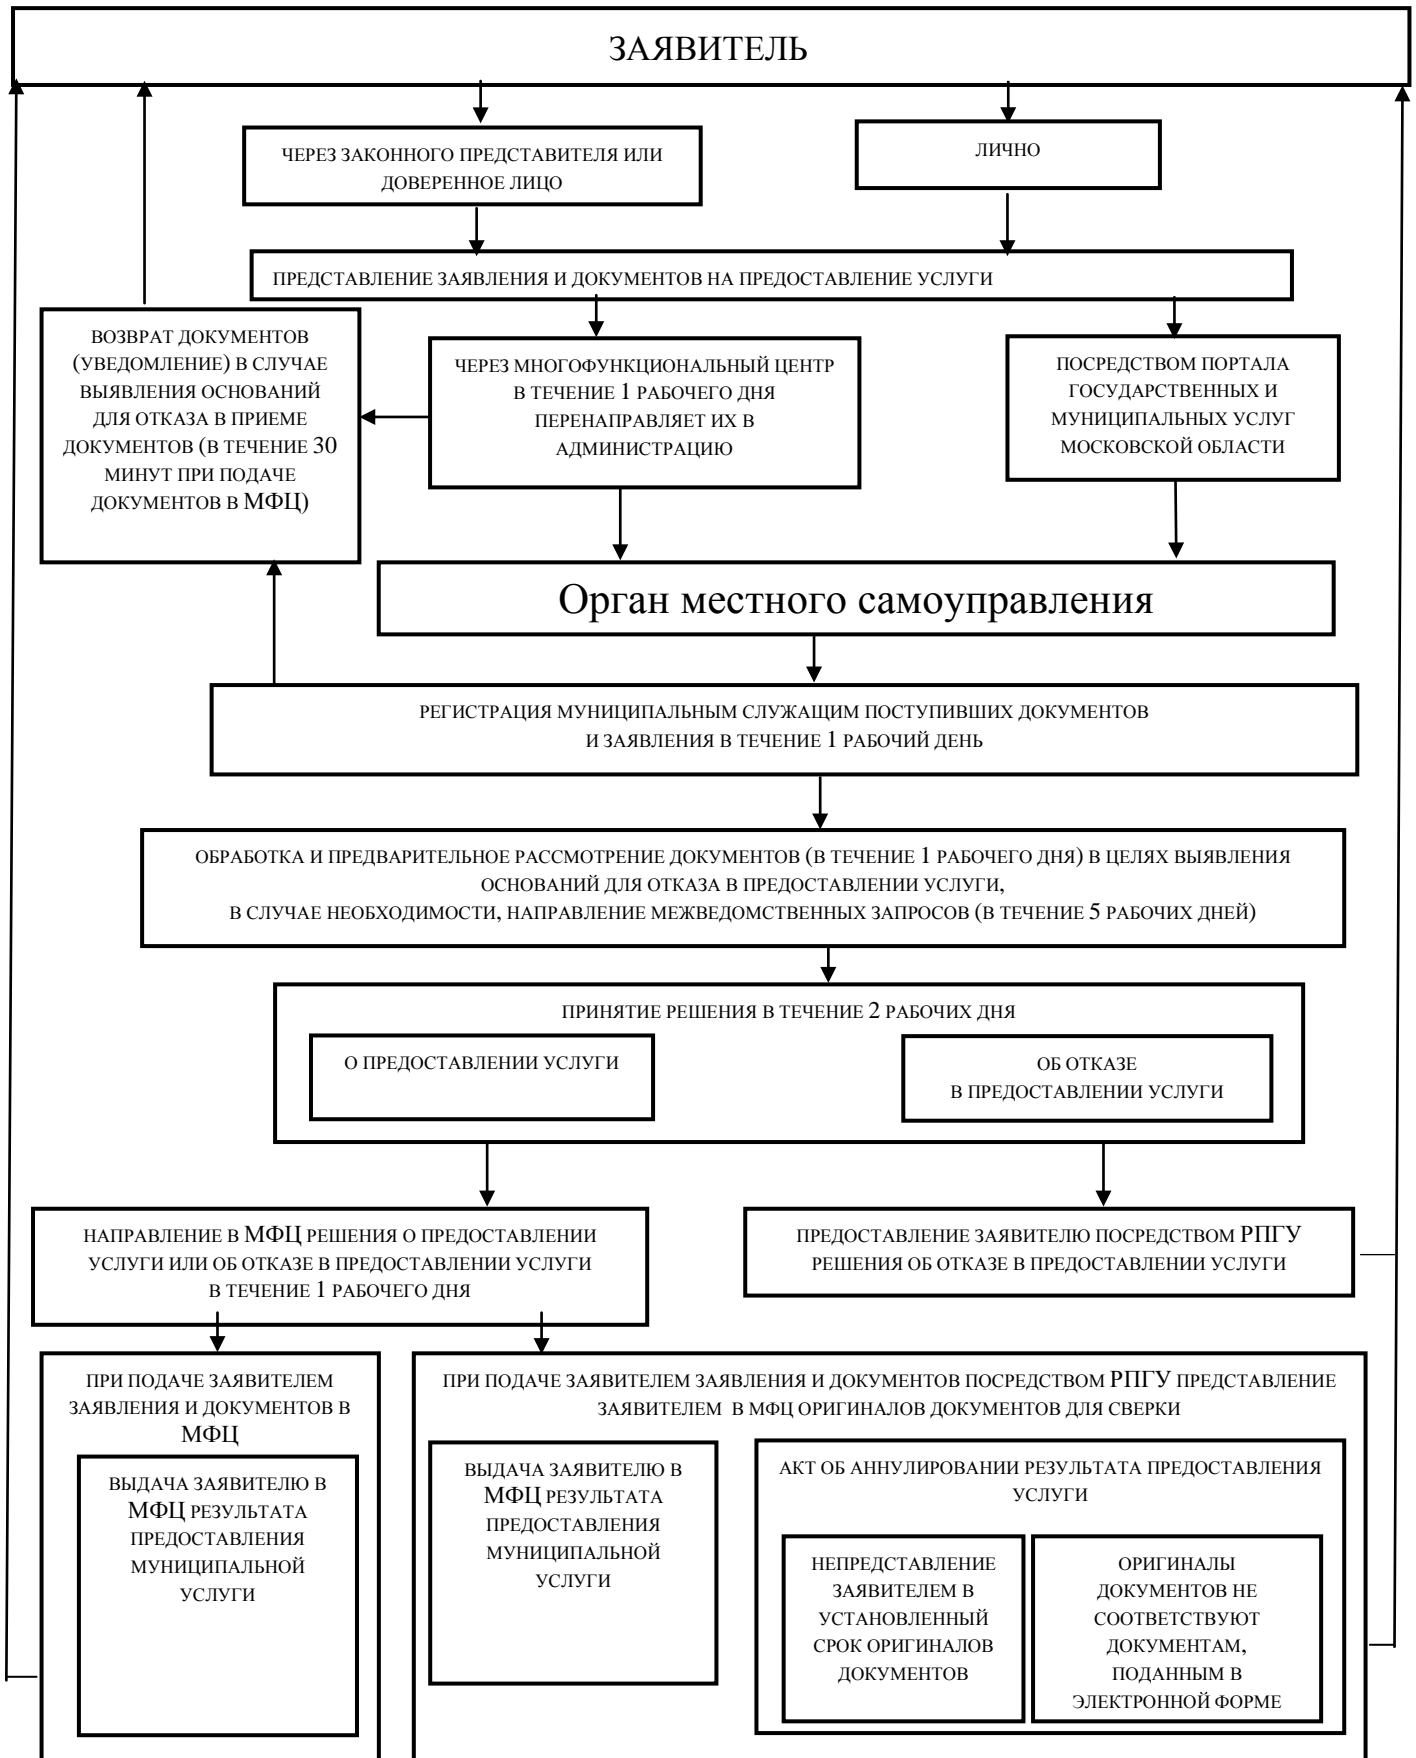 ЗАЯВИТЕЛЬ
ЧЕРЕЗ ЗАКОННОГО ПРЕДСТАВИТЕЛЯ ИЛИ
ДОВЕРЕННОЕ ЛИЦО
ЛИЧНО
ПРЕДСТАВЛЕНИЕ ЗАЯВЛЕНИЯ И ДОКУМЕНТОВ НА ПРЕДОСТАВЛЕНИЕ УСЛУГИ
ВОЗВРАТ ДОКУМЕНТОВ
(УВЕДОМЛЕНИЕ) В СЛУЧАЕ
ВЫЯВЛЕНИЯ ОСНОВАНИЙ
ДЛЯ ОТКАЗА В ПРИЕМЕ
ДОКУМЕНТОВ (В ТЕЧЕНИЕ 30
МИНУТ ПРИ ПОДАЧЕ
ДОКУМЕНТОВ В МФЦ)
ЧЕРЕЗ МНОГОФУНКЦИОНАЛЬНЫЙ ЦЕНТР
В ТЕЧЕНИЕ 1 РАБОЧЕГО ДНЯ
ПЕРЕНАПРАВЛЯЕТ ИХ В
АДМИНИСТРАЦИЮ
ПОСРЕДСТВОМ ПОРТАЛА
ГОСУДАРСТВЕННЫХ И
МУНИЦИПАЛЬНЫХ УСЛУГ
МОСКОВСКОЙ ОБЛАСТИ
Орган местного самоуправления
РЕГИСТРАЦИЯ МУНИЦИПАЛЬНЫМ СЛУЖАЩИМ ПОСТУПИВШИХ ДОКУМЕНТОВ
И ЗАЯВЛЕНИЯ В ТЕЧЕНИЕ 1 РАБОЧИЙ ДЕНЬ
ОБРАБОТКА И ПРЕДВАРИТЕЛЬНОЕ РАССМОТРЕНИЕ ДОКУМЕНТОВ (В ТЕЧЕНИЕ 1 РАБОЧЕГО ДНЯ) В ЦЕЛЯХ ВЫЯВЛЕНИЯ
ОСНОВАНИЙ ДЛЯ ОТКАЗА В ПРЕДОСТАВЛЕНИИ УСЛУГИ,
В СЛУЧАЕ НЕОБХОДИМОСТИ, НАПРАВЛЕНИЕ МЕЖВЕДОМСТВЕННЫХ ЗАПРОСОВ (В ТЕЧЕНИЕ 5 РАБОЧИХ ДНЕЙ)
ПРИНЯТИЕ РЕШЕНИЯ В ТЕЧЕНИЕ 2 РАБОЧИХ ДНЯ
О ПРЕДОСТАВЛЕНИИ УСЛУГИ
ОБ ОТКАЗЕ
В ПРЕДОСТАВЛЕНИИ УСЛУГИ
НАПРАВЛЕНИЕ В МФЦ РЕШЕНИЯ О ПРЕДОСТАВЛЕНИИ
УСЛУГИ ИЛИ ОБ ОТКАЗЕ В ПРЕДОСТАВЛЕНИИ УСЛУГИ
В ТЕЧЕНИЕ 1 РАБОЧЕГО ДНЯ
ПРЕДОСТАВЛЕНИЕ ЗАЯВИТЕЛЮ ПОСРЕДСТВОМ РПГУ
РЕШЕНИЯ ОБ ОТКАЗЕ В ПРЕДОСТАВЛЕНИИ УСЛУГИ
ПРИ ПОДАЧЕ ЗАЯВИТЕЛЕМ
ЗАЯВЛЕНИЯ И ДОКУМЕНТОВ В
МФЦ
ВЫДАЧА ЗАЯВИТЕЛЮ В
МФЦ РЕЗУЛЬТАТА
ПРЕДОСТАВЛЕНИЯ
МУНИЦИПАЛЬНОЙ
УСЛУГИ
ПРИ ПОДАЧЕ ЗАЯВИТЕЛЕМ ЗАЯВЛЕНИЯ И ДОКУМЕНТОВ ПОСРЕДСТВОМ РПГУ ПРЕДСТАВЛЕНИЕ
ЗАЯВИТЕЛЕМ В МФЦ ОРИГИНАЛОВ ДОКУМЕНТОВ ДЛЯ СВЕРКИ
ВЫДАЧА ЗАЯВИТЕЛЮ В
МФЦ РЕЗУЛЬТАТА
ПРЕДОСТАВЛЕНИЯ
МУНИЦИПАЛЬНОЙ
УСЛУГИ
АКТ ОБ АННУЛИРОВАНИИ РЕЗУЛЬТАТА ПРЕДОСТАВЛЕНИЯ
УСЛУГИ
НЕПРЕДСТАВЛЕНИЕ
ЗАЯВИТЕЛЕМ В
УСТАНОВЛЕННЫЙ
СРОК ОРИГИНАЛОВ
ДОКУМЕНТОВ
ОРИГИНАЛЫ
ДОКУМЕНТОВ НЕ
СООТВЕТСТВУЮТ
ДОКУМЕНТАМ,
ПОДАННЫМ В
ЭЛЕКТРОННОЙ ФОРМЕ